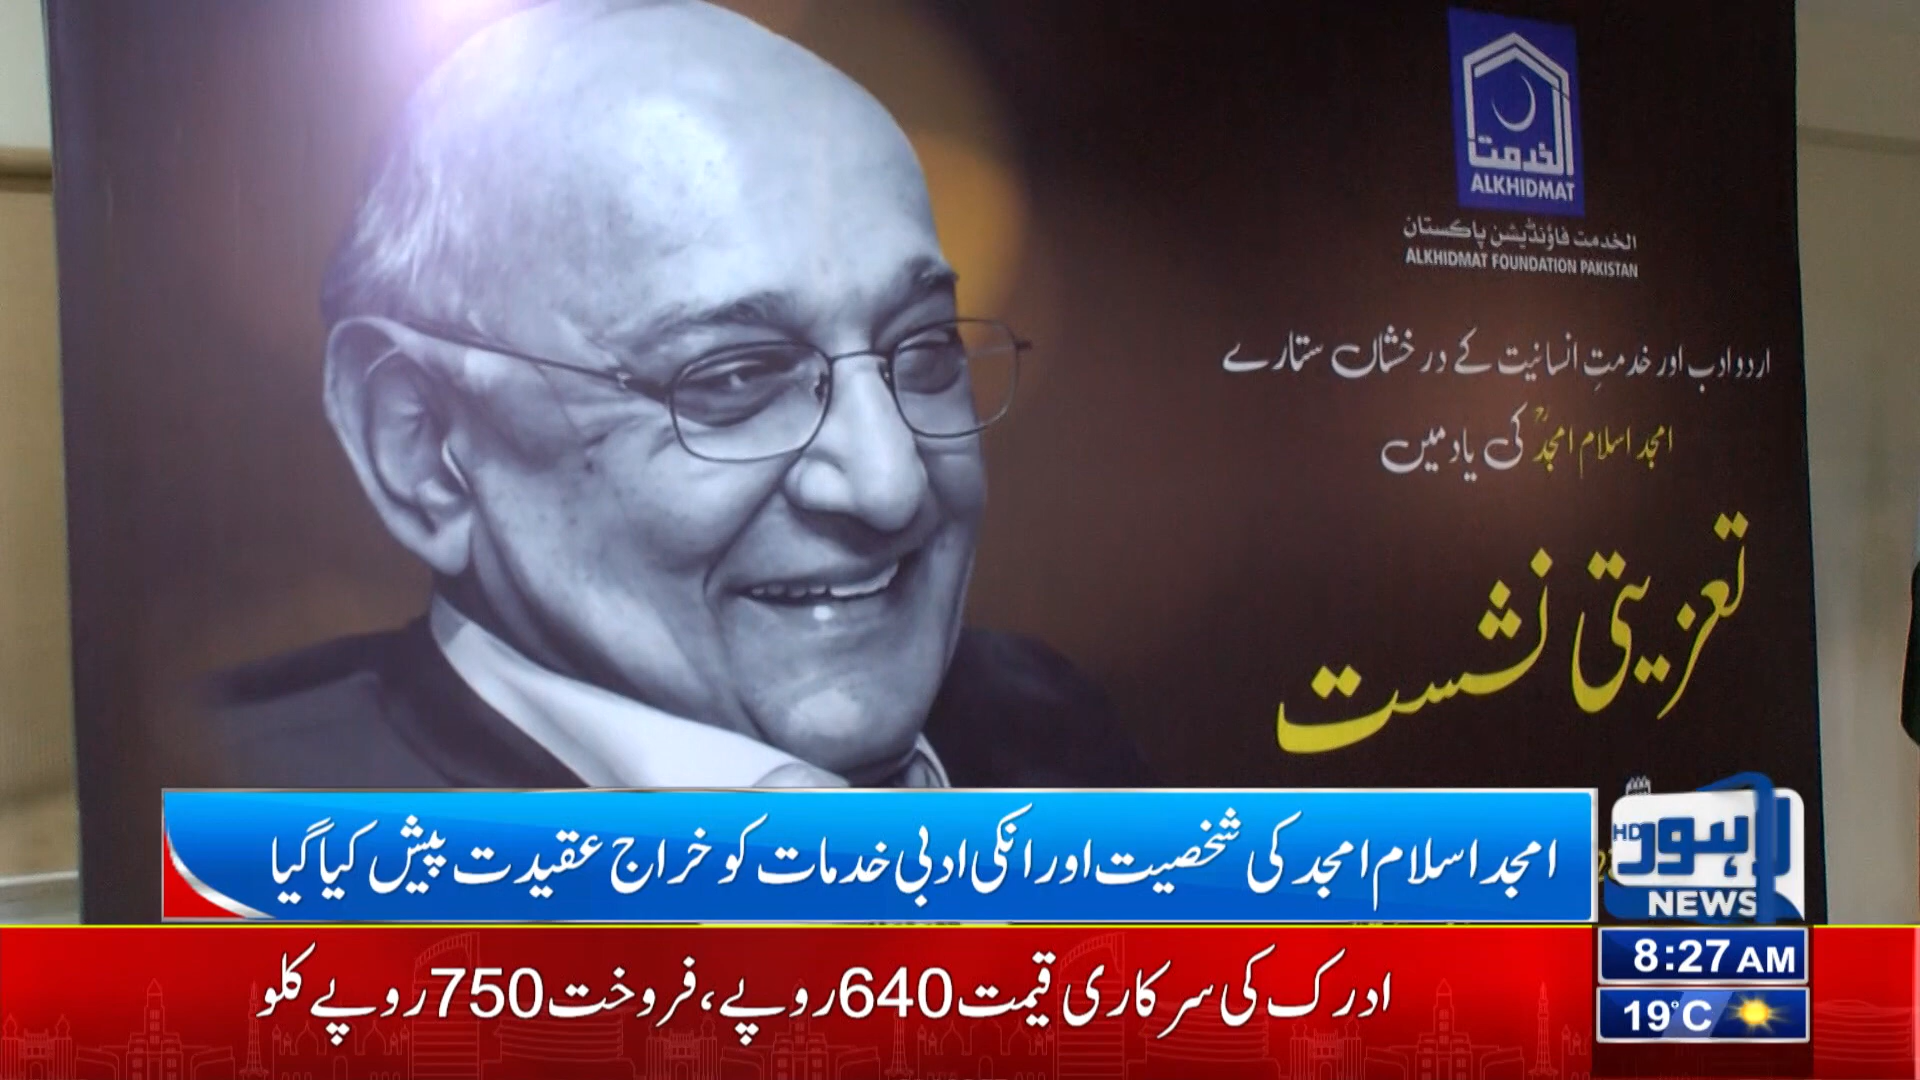 الخدمت
ALKHIDMAT
الخدمت فاؤنڈیشن پاکستان
ALKHIDMAT FOUNDATION PAKISTAN
اردو ادب اور خدمتِ انسانیت کے درخشاں ستارے
امجد اسلام امجدؒ کی یاد میں
تعزیتی نشست
امجد اسلام امجد کی شخصیت اور انکی ادبی خدمات کو خراج عقیدت پیش کیا گیا
لاہور
HD
NEWS
8:27 AM
ادرک کی سرکاری قیمت 640 روپے، فروخت 750 روپے کلو
19°C